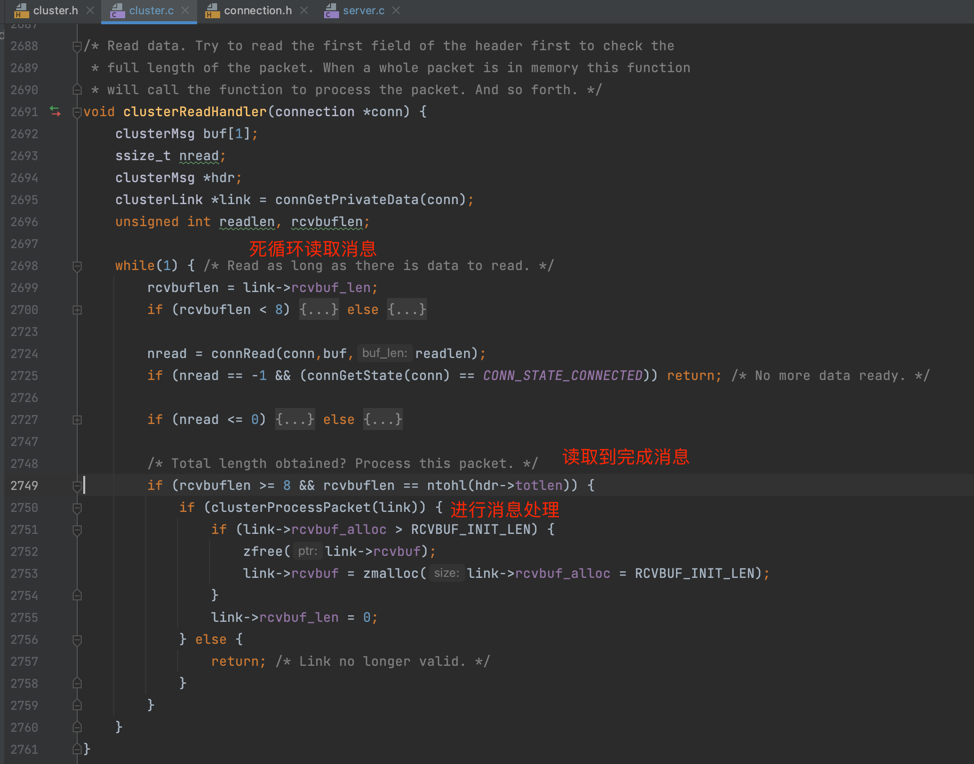 cluster.h cluster.c connection.h server.c
2687
2688 /* Read data. Try to read the first field of the header first to check the
2689 * full length of the packet. When a whole packet is in memory this function
2690 * will call the function to process the packet. And so forth. */
2691 void clusterReadHandler(connection *conn) {
2692 clusterMsg buf[1];
2693 ssize_t nread;
2694 clusterMsg *hdr;
2695 clusterLink *link = connGetPrivateData(conn);
2696 unsigned int readlen, rcvbuflen;
2697 死循环读取消息
2698 while(1) { /* Read as long as there is data to read. */
2699 rcvbuflen = link->rcvbuf_len;
2700 if (rcvbuflen < 8) {...} else {...}
2723
2724 nread = connRead(conn,buf, buf_len: readlen);
2725 if (nread == -1 && (connGetState(conn) == CONN_STATE_CONNECTED)) return; /* No more data ready. */
2726
2727 if (nread <= 0) {...} else {...}
2747
2748 /* Total length obtained? Process this packet. */ 读取到完成消息
2749 if (rcvbuflen >= 8 && rcvbuflen == ntohl(hdr->totlen)) {
2750 if (clusterProcessPacket(link)) { 进行消息处理
2751 if (link->rcvbuf_alloc > RCVBUF_INIT_LEN) {
2752 zfree( ptr: link->rcvbuf);
2753 link->rcvbuf = zmalloc( size: link->rcvbuf_alloc = RCVBUF_INIT_LEN);
2754 }
2755 link->rcvbuf_len = 0;
2756 } else {
2757 return; /* Link no longer valid. */
2758 }
2759 }
2760 }
2761 }